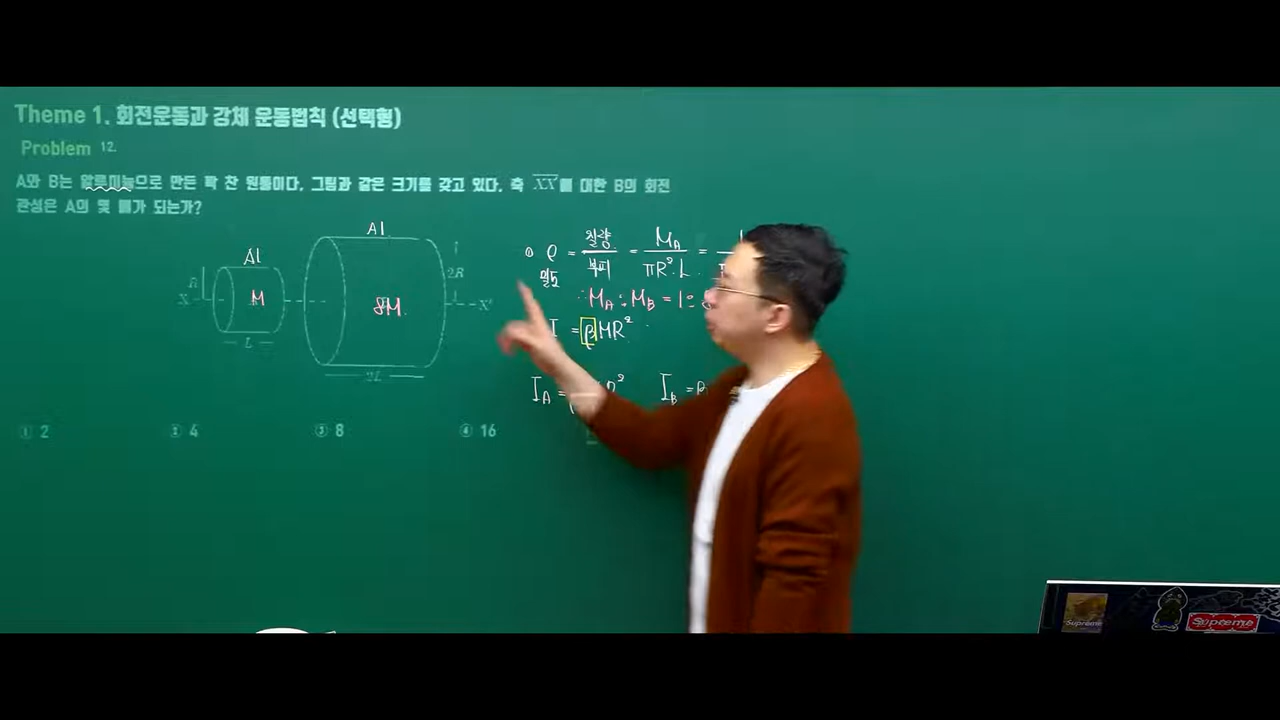 Theme 1. 회전운동과 강체 운동법칙 (선택형)
Problem 12.
A와 B는 알루미늄으로 만든 꽉 찬 원통이다. 그림과 같은 크기를 갖고 있다. 축 XX'를 대한 B의 회전
관성은 A의 몇 배가 되는가?
Al
Al
R
M
8M
2R
X
X'
L
2L
① ρ = 질량 / 부피 = M_A / πR²·L =
밀도
∴ M_A : M_B = 1 :
I = βMR²
I_A =
I_B =
① 2
② 4
③ 8
④ 16
Supreme
Supreme